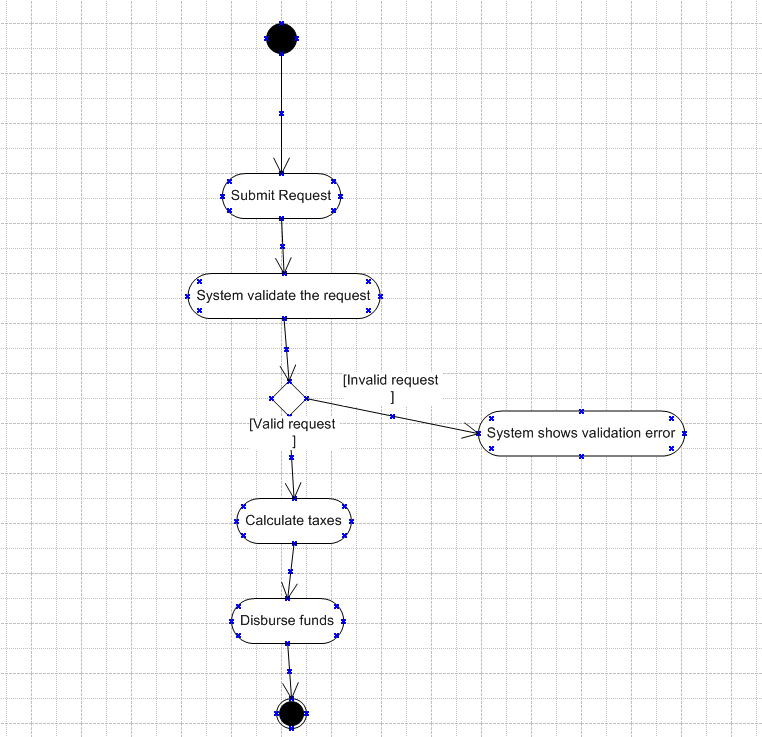 Submit Request
System validate the request
[Invalid request
]
[Valid request
]
System shows validation error
Calculate taxes
Disburse funds